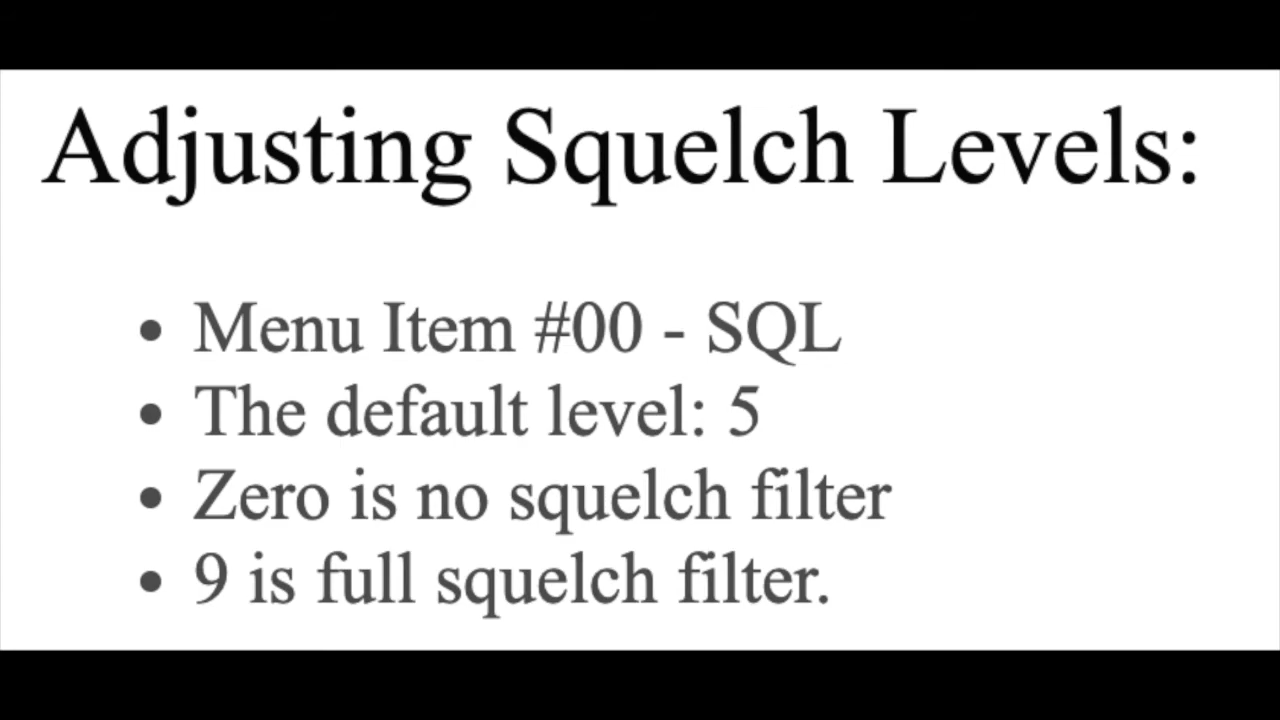 Adjusting Squelch Levels:
• Menu Item #00 - SQL
• The default level: 5
• Zero is no squelch filter
• 9 is full squelch filter.